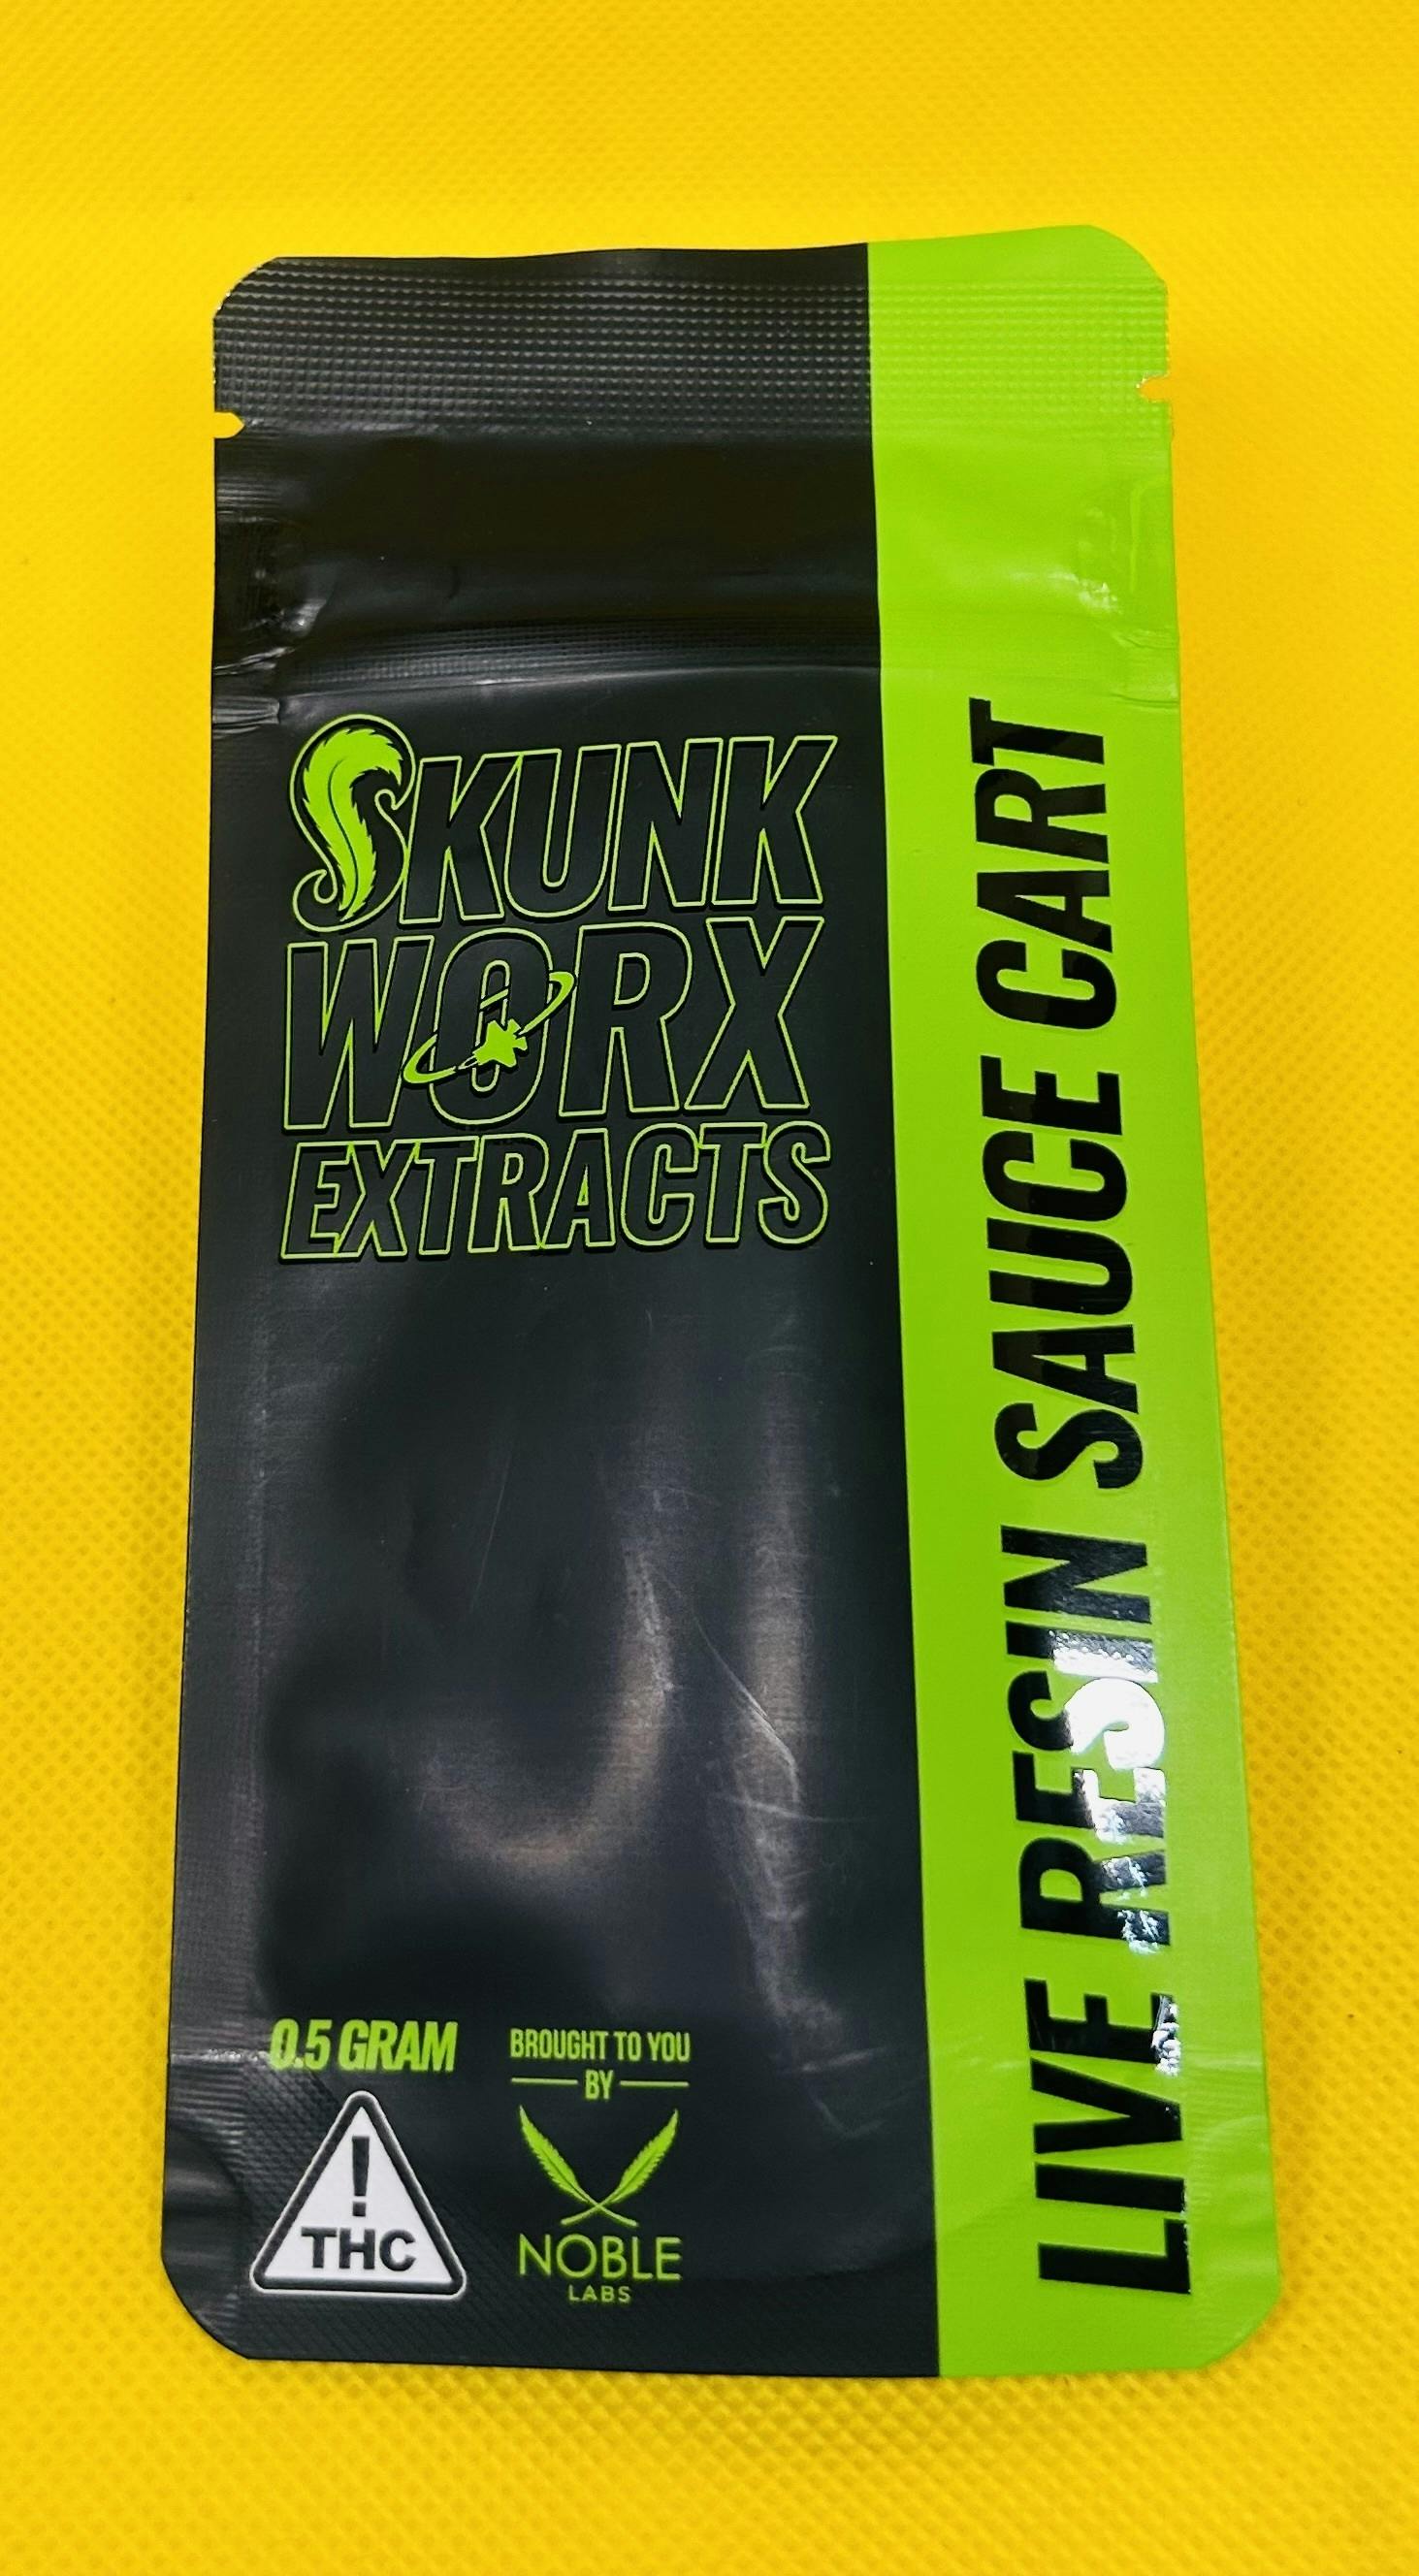 SKUNK
WORX
EXTRACTS
LIVE RESIN SAUCE CART
0.5 GRAM
BROUGHT TO YOU
BY
!
THC
NOBLE
LABS